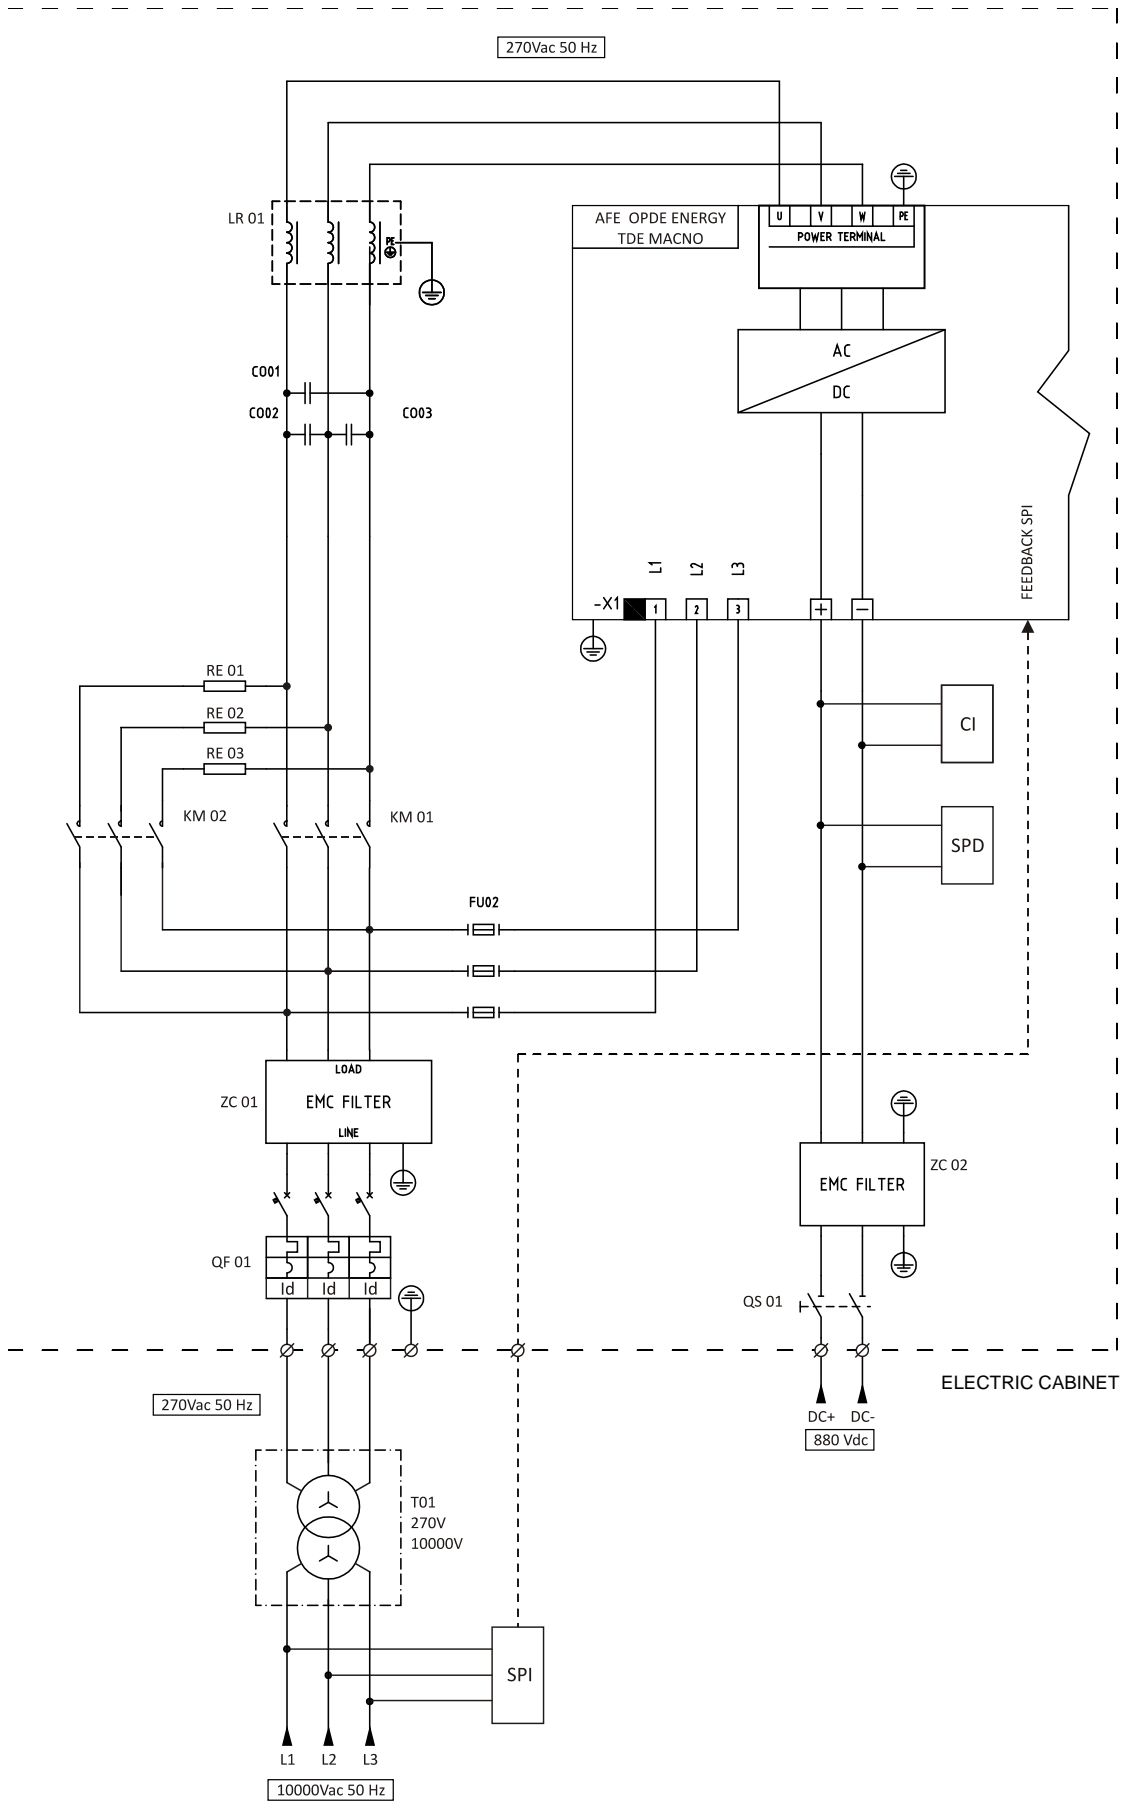 270Vac 50 Hz
LR 01
PE
AFE OPDE ENERGY
TDE MACNO
U V W PE
POWER TERMINAL
AC
DC
CO01
CO02
CO03
FEEDBACK SPI
L1 L2 L3
-X1 1 2 3 + -
RE 01
RE 02
RE 03
KM 02
KM 01
CI
SPD
FU02
LOAD
ZC 01
EMC FILTER
LINE
ZC 02
EMC FILTER
QF 01
Id Id Id
QS 01
ELECTRIC CABINET
270Vac 50 Hz
DC+ DC-
880 Vdc
T01
270V
10000V
SPI
L1 L2 L3
10000Vac 50 Hz